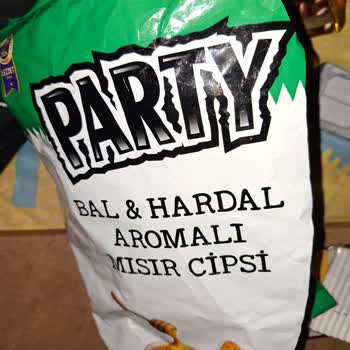 PARTY
BAL & HARDAL
AROMALI
MISIR CİPSİ